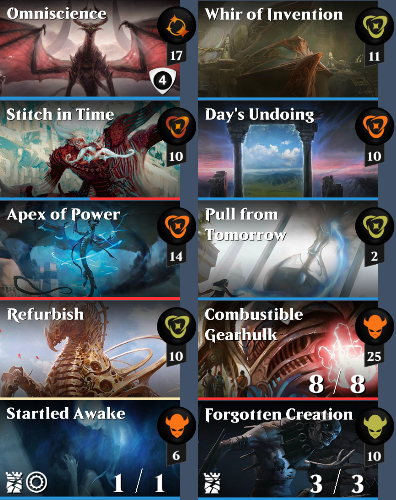 Omniscience
17
4
Whir of Invention
11
Stitch in Time
10
Day's Undoing
10
Apex of Power
14
Pull from
Tomorrow
2
Refurbish
10
Combustible
Gearhulk
25
8 / 8
Startled Awake
6
1 / 1
Forgotten Creation
10
3 / 3